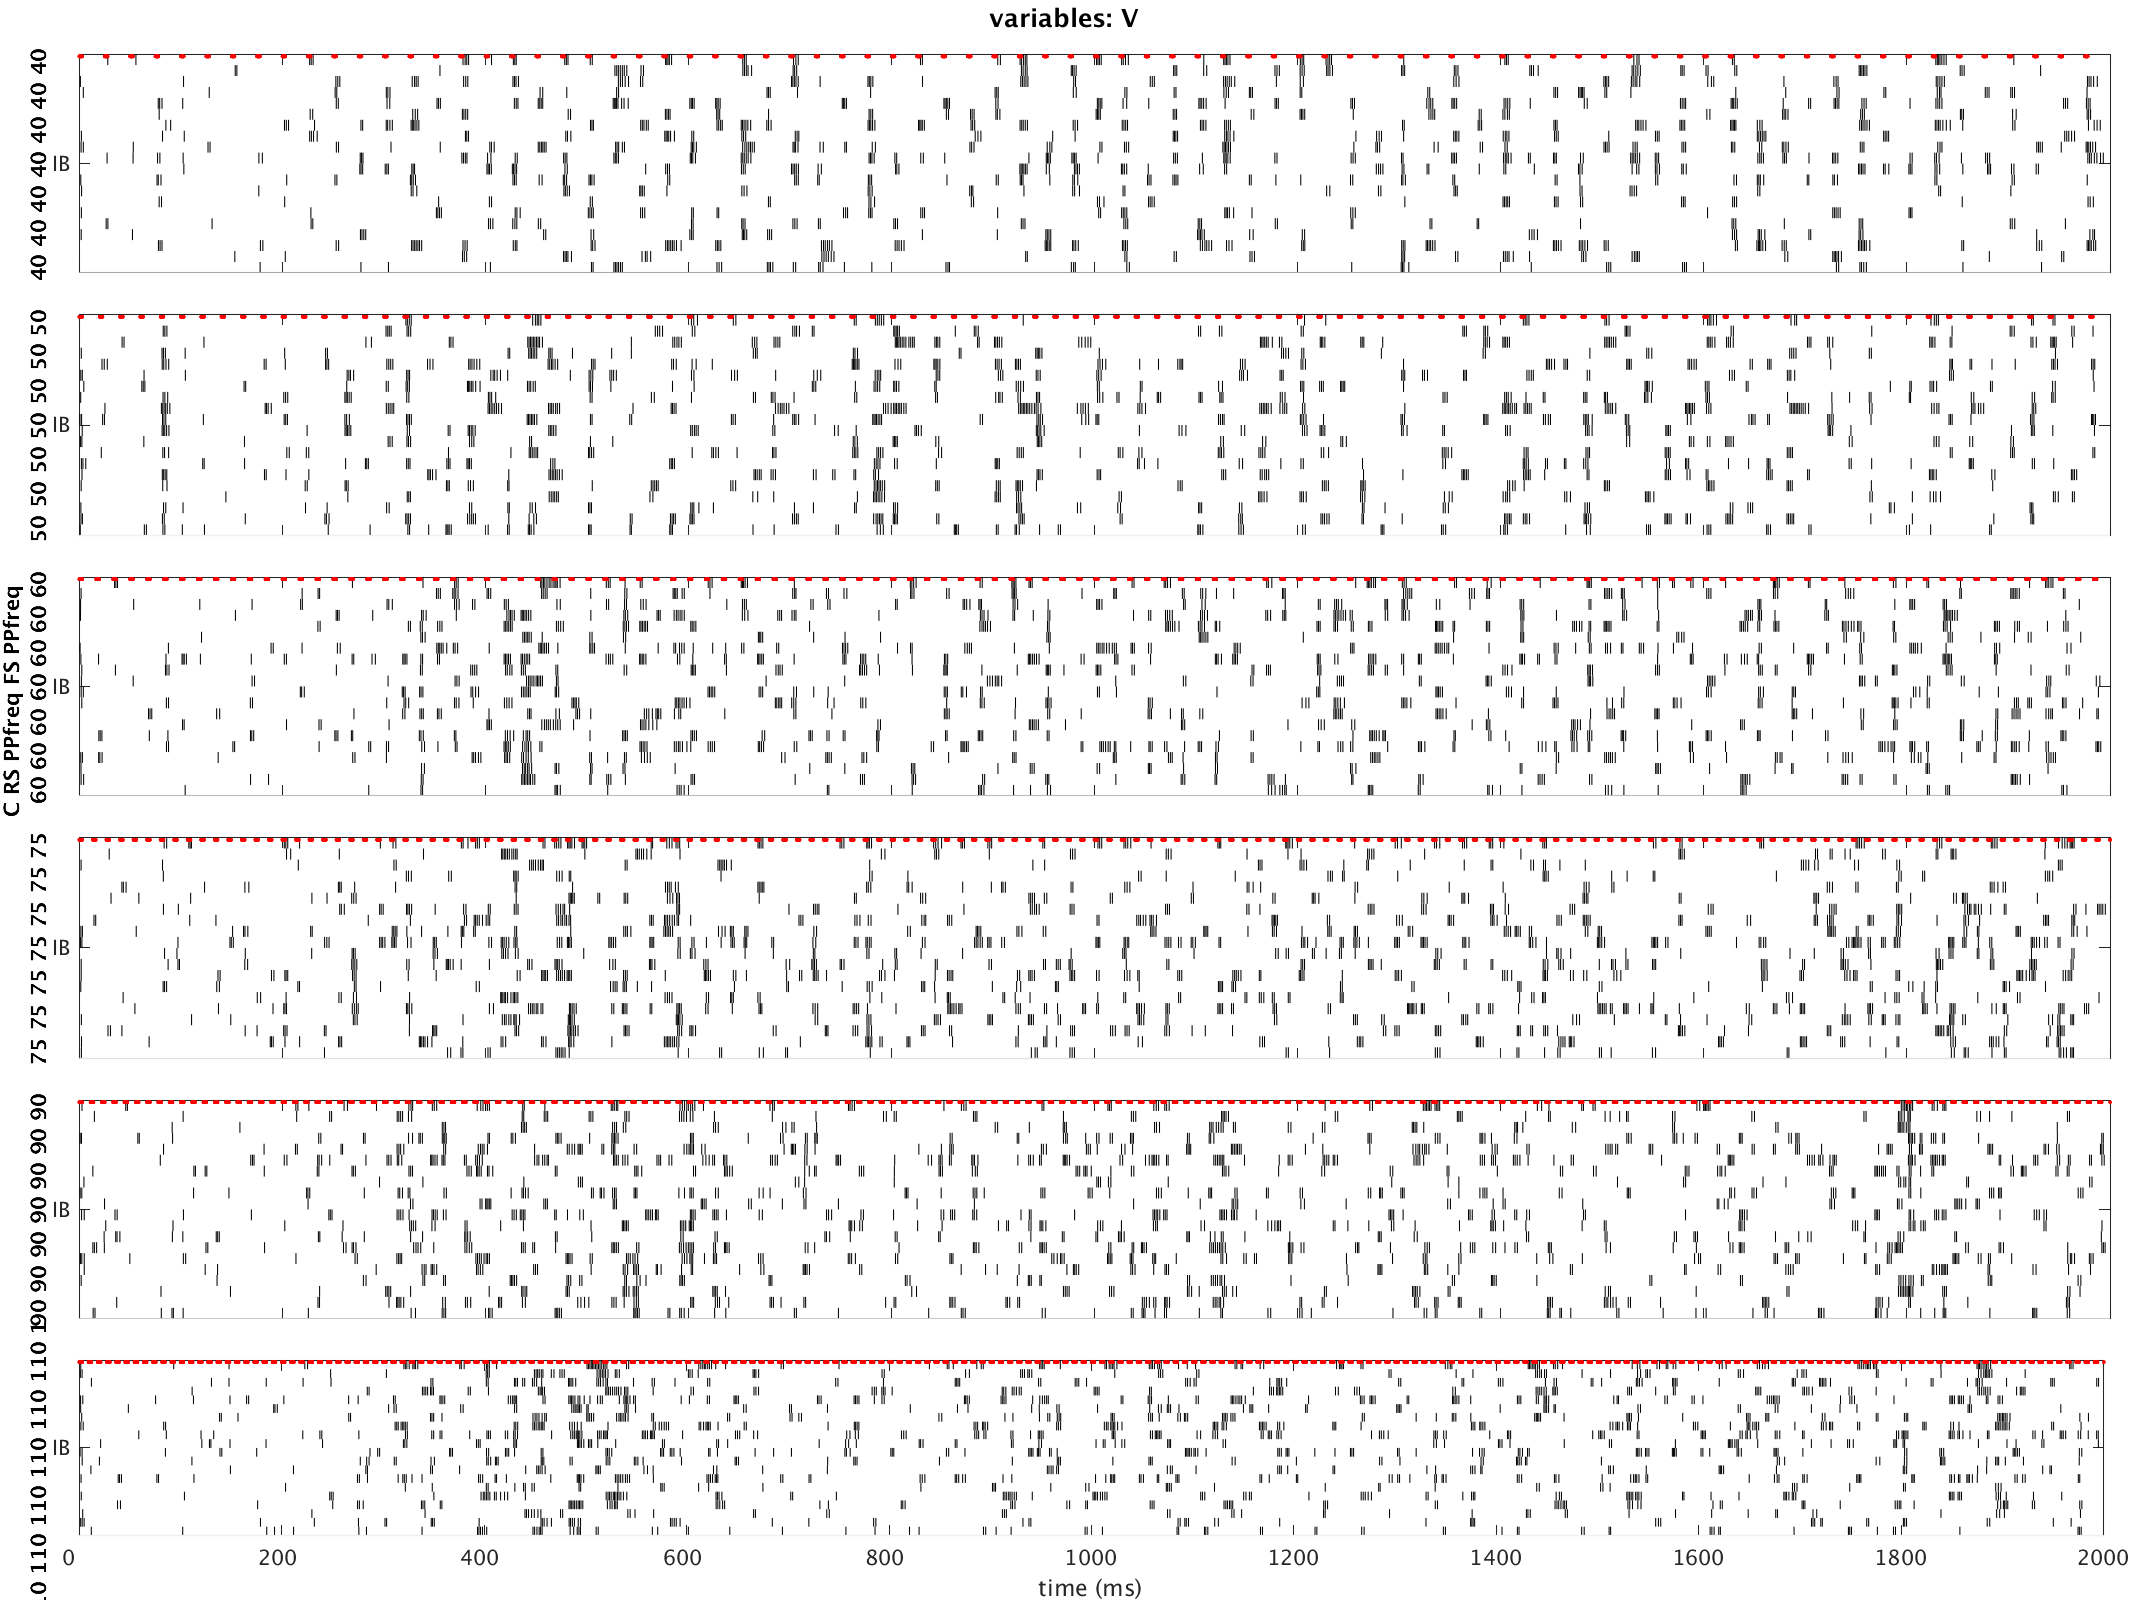 variables: V
C RS PPfreq FS PPfreq
40 40 40 40 40 40 40
IB
50 50 50 50 50 50 50
IB
60 60 60 60 60 60 60
IB
75 75 75 75 75 75 75
IB
90 90 90 90 90 90 90
IB
110 110 110 110 110
IB
0 200 400 600 800 1000 1200 1400 1600 1800 2000
time (ms)